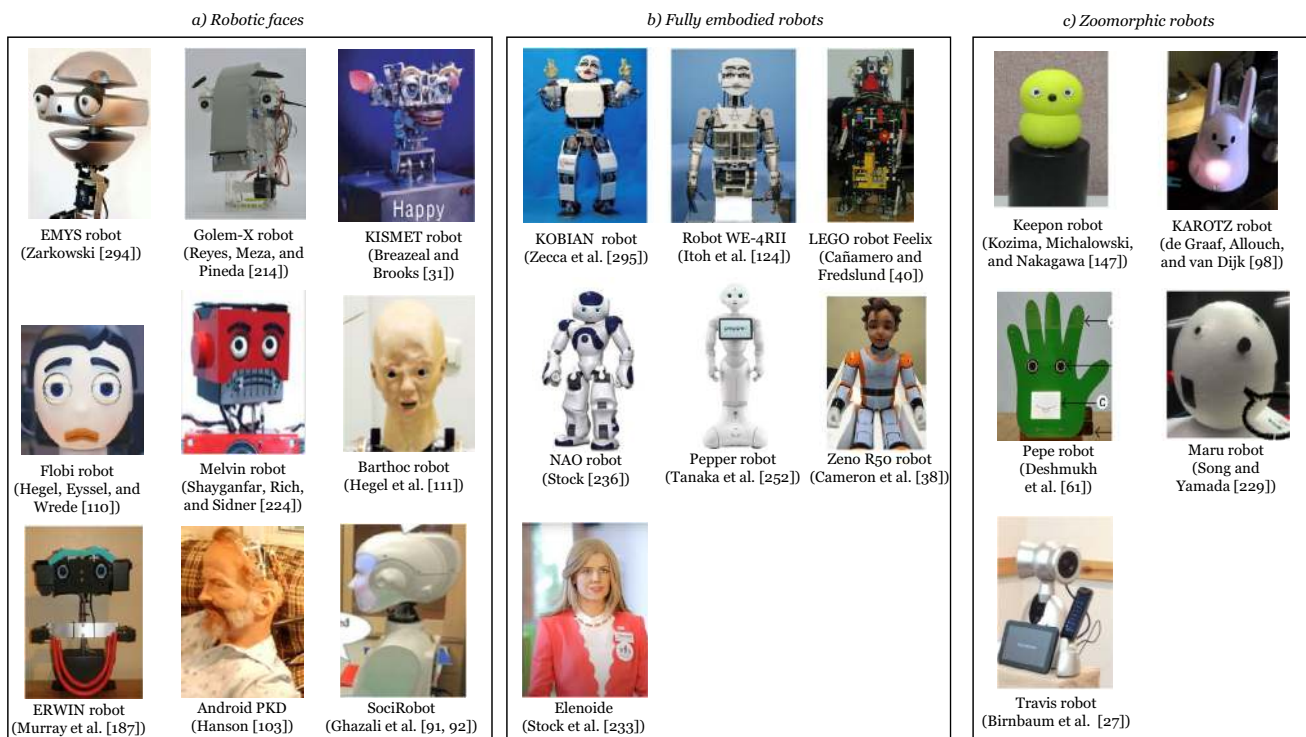 a) Robotic faces
b) Fully embodied robots
c) Zoomorphic robots
Happy
EMYS robot
(Zarkowski [294])
Golem-X robot
(Reyes, Meza, and
Pineda [214])
KISMET robot
(Breazeal and
Brooks [31])
Flobi robot
(Hegel, Eyssel, and
Wrede [110])
Melvin robot
(Shayganfar, Rich,
and Sidner [224])
Barthoc robot
(Hegel et al. [111])
ERWIN robot
(Murray et al. [187])
Android PKD
(Hanson [103])
SociRobot
(Ghazali et al. [91, 92])
KOBIAN robot
(Zecca et al. [295])
Robot WE-4RII
(Itoh et al. [124])
LEGO robot Feelix
(Cañamero and
Fredslund [40])
NAO robot
(Stock [236])
Pepper robot
(Tanaka et al. [252])
Zeno R50 robot
(Cameron et al. [38])
Elenoide
(Stock et al. [233])
Keepon robot
(Kozima, Michalowski,
and Nakagawa [147])
KAROTZ robot
(de Graaf, Allouch,
and van Dijk [98])
C
Pepe robot
(Deshmukh
et al. [61])
Maru robot
(Song and
Yamada [229])
Travis robot
(Birnbaum et al. [27])